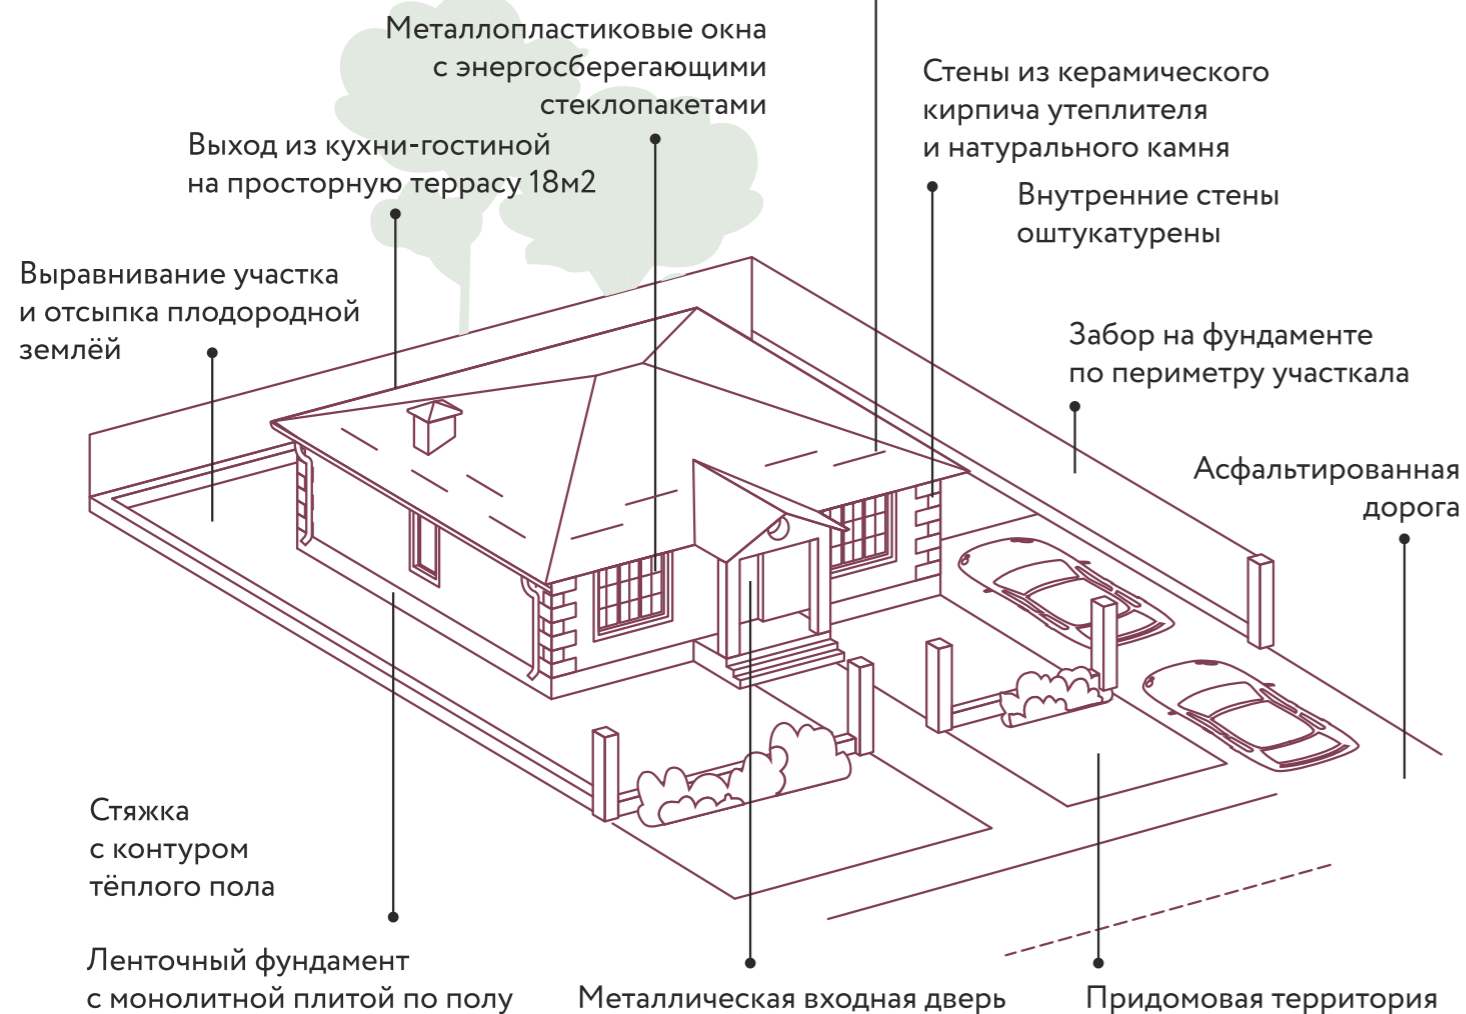 Металлопластиковые окна
с энергосберегающими
стеклопакетами
Стены из керамического
кирпича утеплителя
и натурального камня
Выход из кухни-гостиной
на просторную террасу 18м2
Внутренние стены
оштукатурены
Выравнивание участка
и отсыпка плодородной
землёй
Забор на фундаменте
по периметру участкала
Асфальтированная
дорога
Стяжка
с контуром
тёплого пола
Ленточный фундамент
с монолитной плитой по полу
Металлическая входная дверь
Придомовая территория